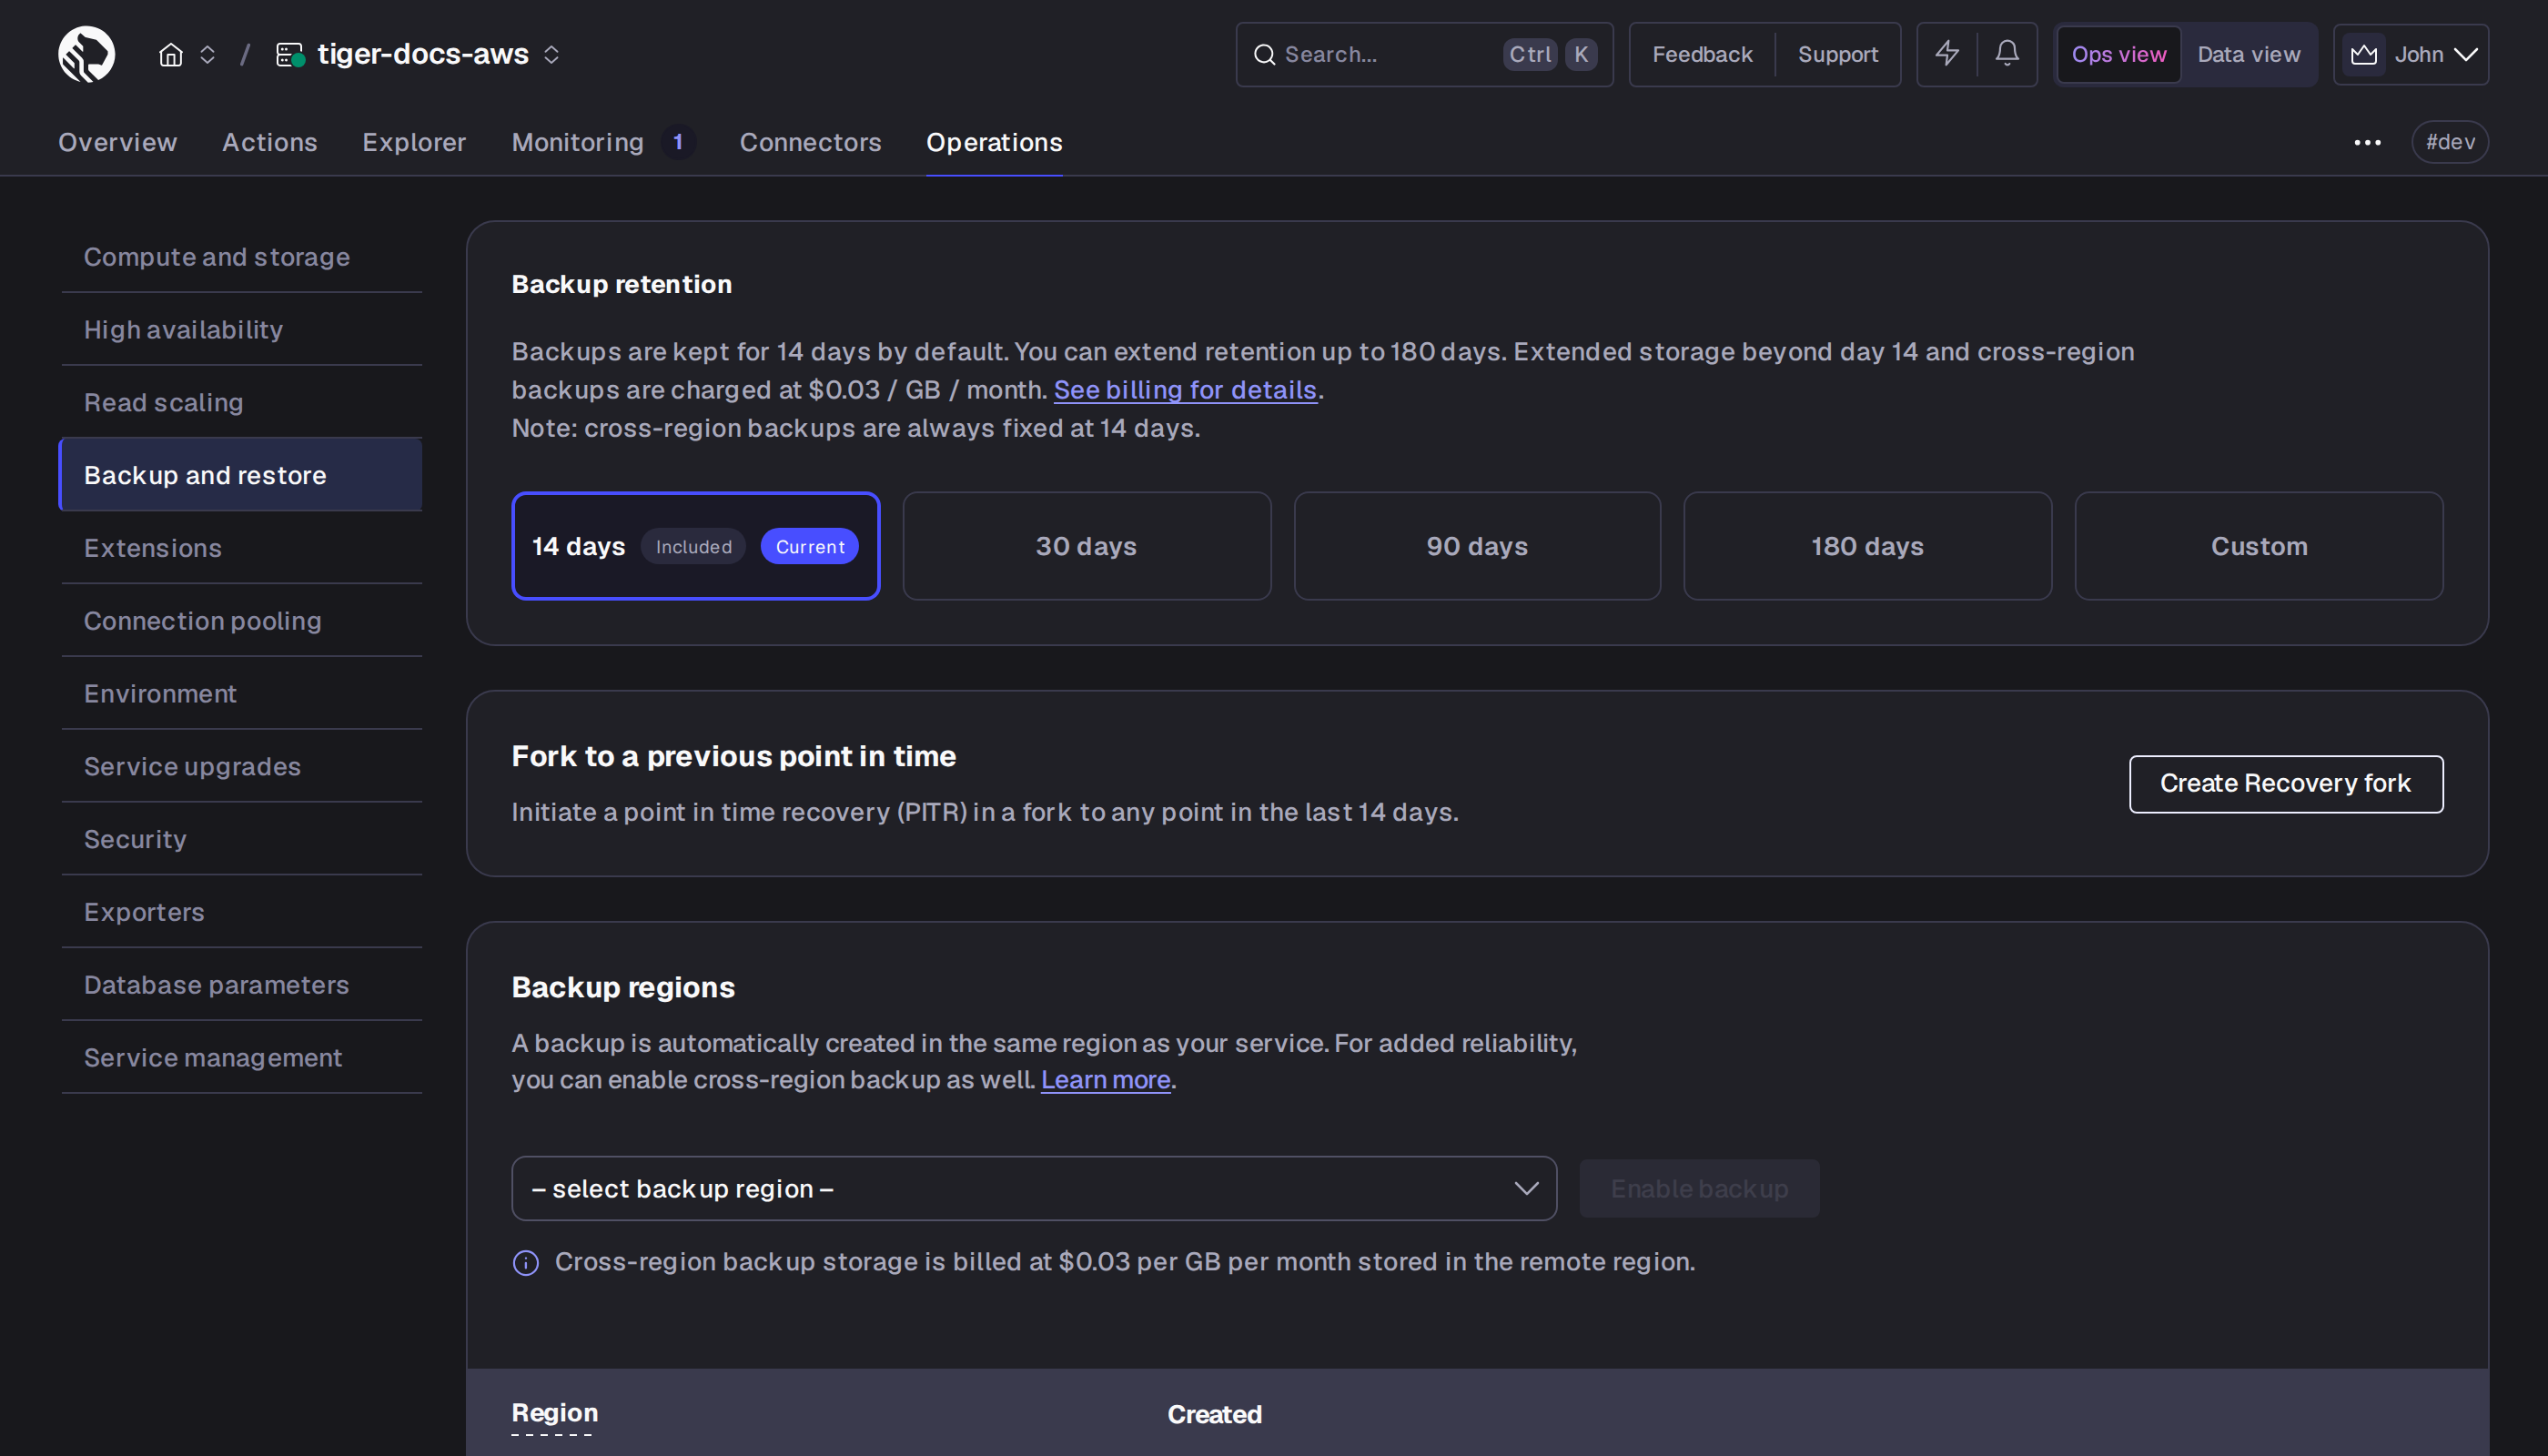 tiger-docs-aws
Search...
Ctrl K
Feedback
Support
Ops view
Data view
John
Overview
Actions
Explorer
Monitoring 1
Connectors
Operations
#dev
Compute and storage
High availability
Read scaling
Backup and restore
Extensions
Connection pooling
Environment
Service upgrades
Security
Exporters
Database parameters
Service management
Backup retention
Backups are kept for 14 days by default. You can extend retention up to 180 days. Extended storage beyond day 14 and cross-region
backups are charged at $0.03 / GB / month. See billing for details.
Note: cross-region backups are always fixed at 14 days.
14 days Included Current
30 days
90 days
180 days
Custom
Fork to a previous point in time
Initiate a point in time recovery (PITR) in a fork to any point in the last 14 days.
Create Recovery fork
Backup regions
A backup is automatically created in the same region as your service. For added reliability,
you can enable cross-region backup as well. Learn more.
– select backup region –
Enable backup
Cross-region backup storage is billed at $0.03 per GB per month stored in the remote region.
Region
Created